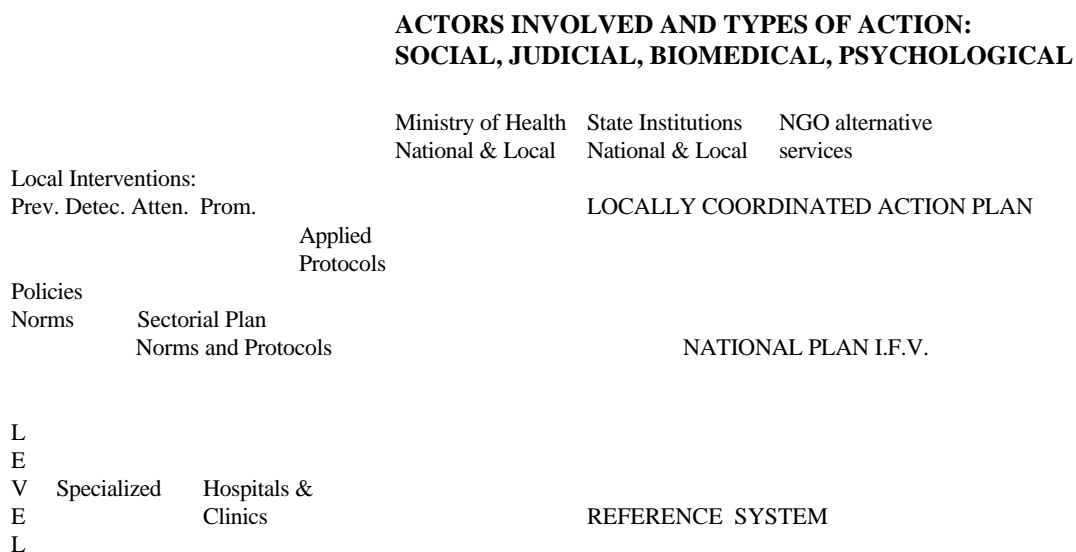 ACTORS INVOLVED AND TYPES OF ACTION:
SOCIAL, JUDICIAL, BIOMEDICAL, PSYCHOLOGICAL
Ministry of Health State Institutions NGO alternative
National & Local National & Local services
Local Interventions:
Prev. Detec. Atten. Prom. LOCALLY COORDINATED ACTION PLAN
Applied
Protocols
Policies
Norms Sectorial Plan
Norms and Protocols NATIONAL PLAN I.F.V.
L
E
V Specialized Hospitals &
E Clinics REFERENCE SYSTEM
L